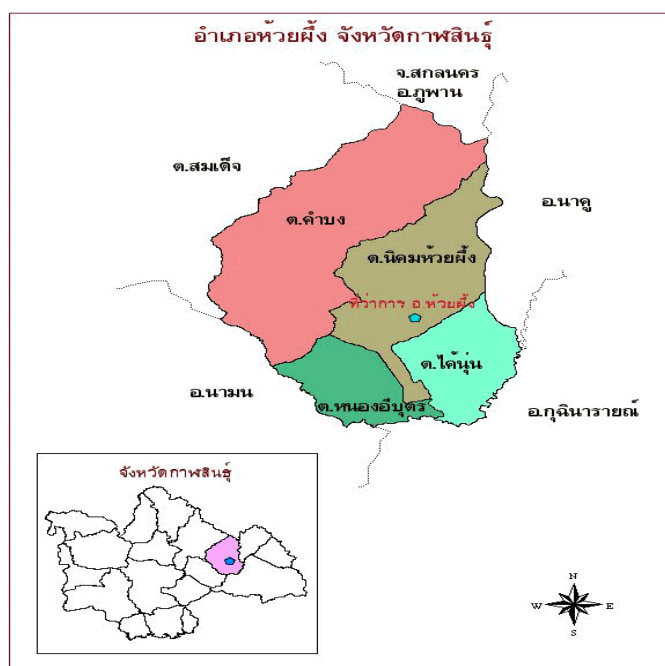 อำเภอห้วยผึ้ง จังหวัดกาฬสินธุ์
จ.สกลนคร
อ.ภูพาน
ต.สมเด็จ
อ.นาคู
ต.คำบง
ต.นิคมห้วยผึ้ง
ที่ว่าการ อ.ห้วยผึ้ง
ต.ไค้นุ่น
อ.นามน
ต.หนองอีบุตร
อ.กุฉินารายณ์
จังหวัดกาฬสินธุ์
N
W E
S